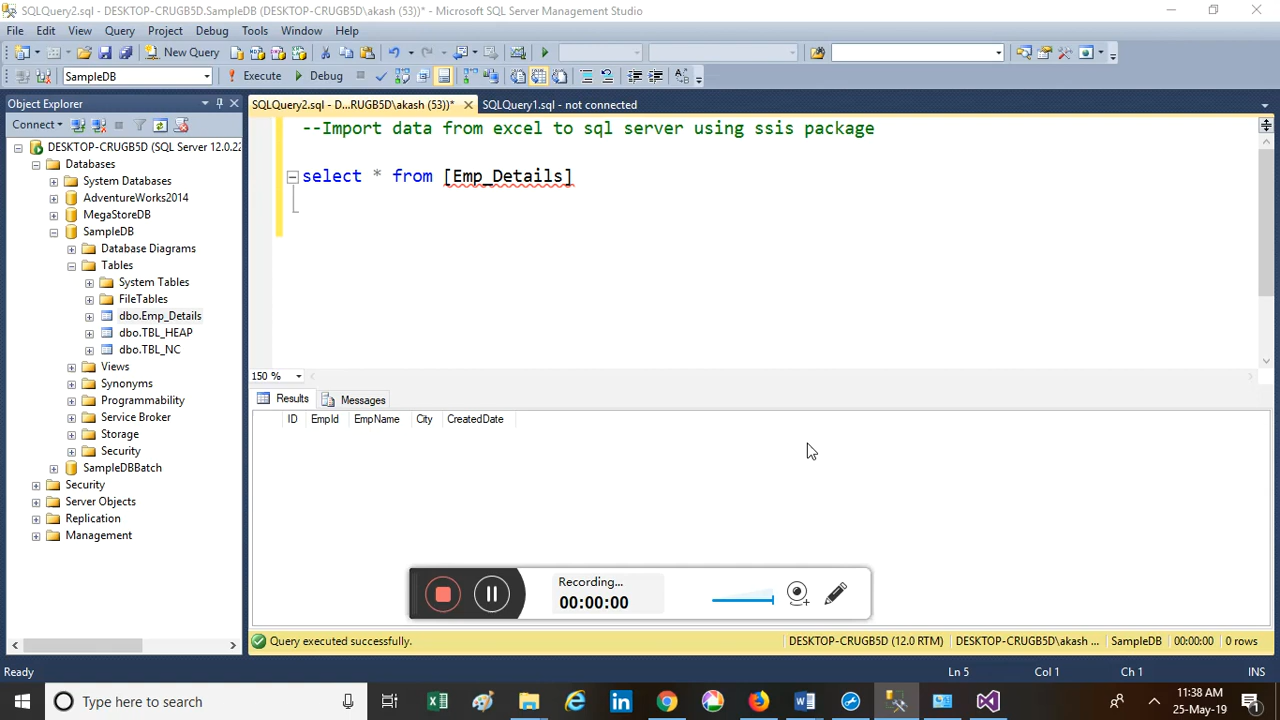 SQLQuery2.sql - DESKTOP-CRUGB5D.SampleDB (DESKTOP-CRUGB5D\akash (53))* - Microsoft SQL Server Management Studio
File Edit View Query Project Debug Tools Window Help
New Query
SampleDB Execute Debug
Object Explorer
SQLQuery2.sql - D...RUGB5D\akash (53))* SQLQuery1.sql - not connected
Connect
--Import data from excel to sql server using ssis package
DESKTOP-CRUGB5D (SQL Server 12.0.22
Databases
select * from [Emp_Details]
System Databases
AdventureWorks2014
MegaStoreDB
SampleDB
Database Diagrams
Tables
System Tables
FileTables
dbo.Emp_Details
dbo.TBL_HEAP
dbo.TBL_NC
Views
150 %
Synonyms
Programmability
Results Messages
Service Broker
ID EmpId EmpName City CreatedDate
Storage
Security
SampleDBBatch
Security
Server Objects
Replication
Management
Recording...
00:00:00
Query executed successfully. DESKTOP-CRUGB5D (12.0 RTM) DESKTOP-CRUGB5D\akash ... SampleDB 00:00:00 0 rows
Ready Ln 5 Col 1 Ch 1 INS
Type here to search
11:38 AM
25-May-19